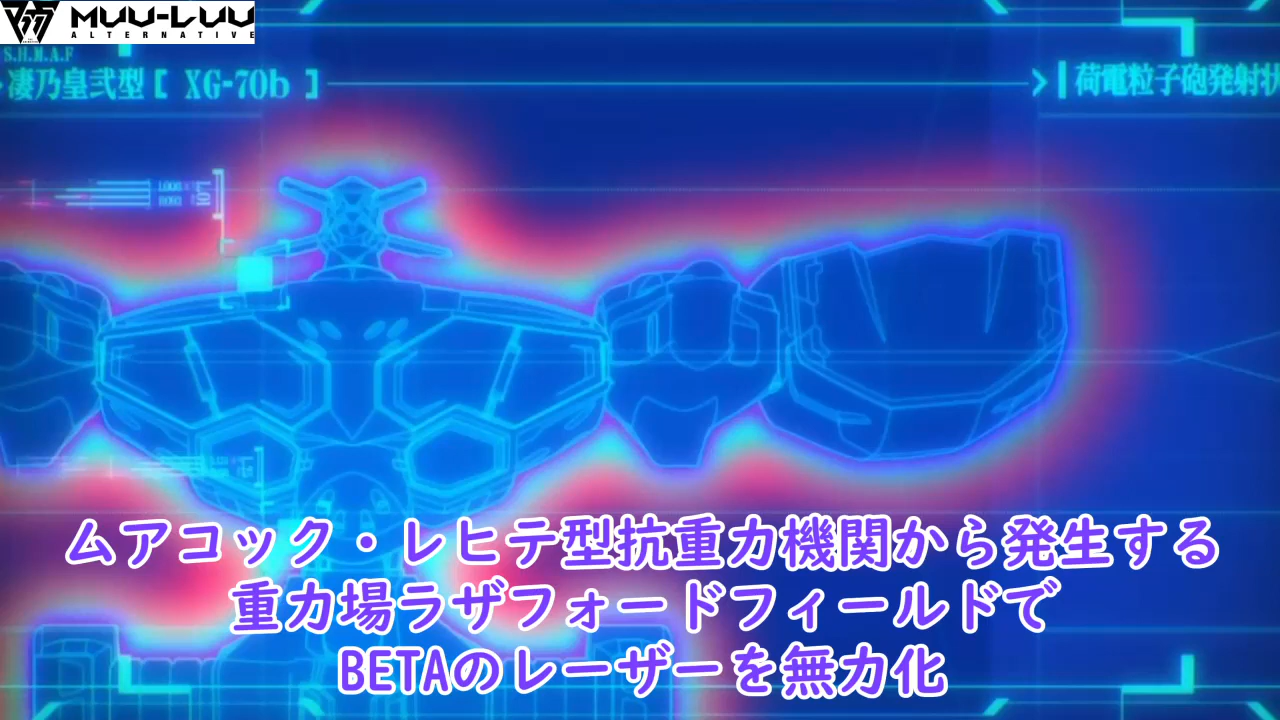 MUV-LUV
ALTERNATIVE
S.H.M.A.F
凄乃皇弐型[ XG-70b ]
荷電粒子砲発射状
ムアコック・レヒテ型抗重力機関から発生する
重力場ラザフォードフィールドで
BETAのレーザーを無力化